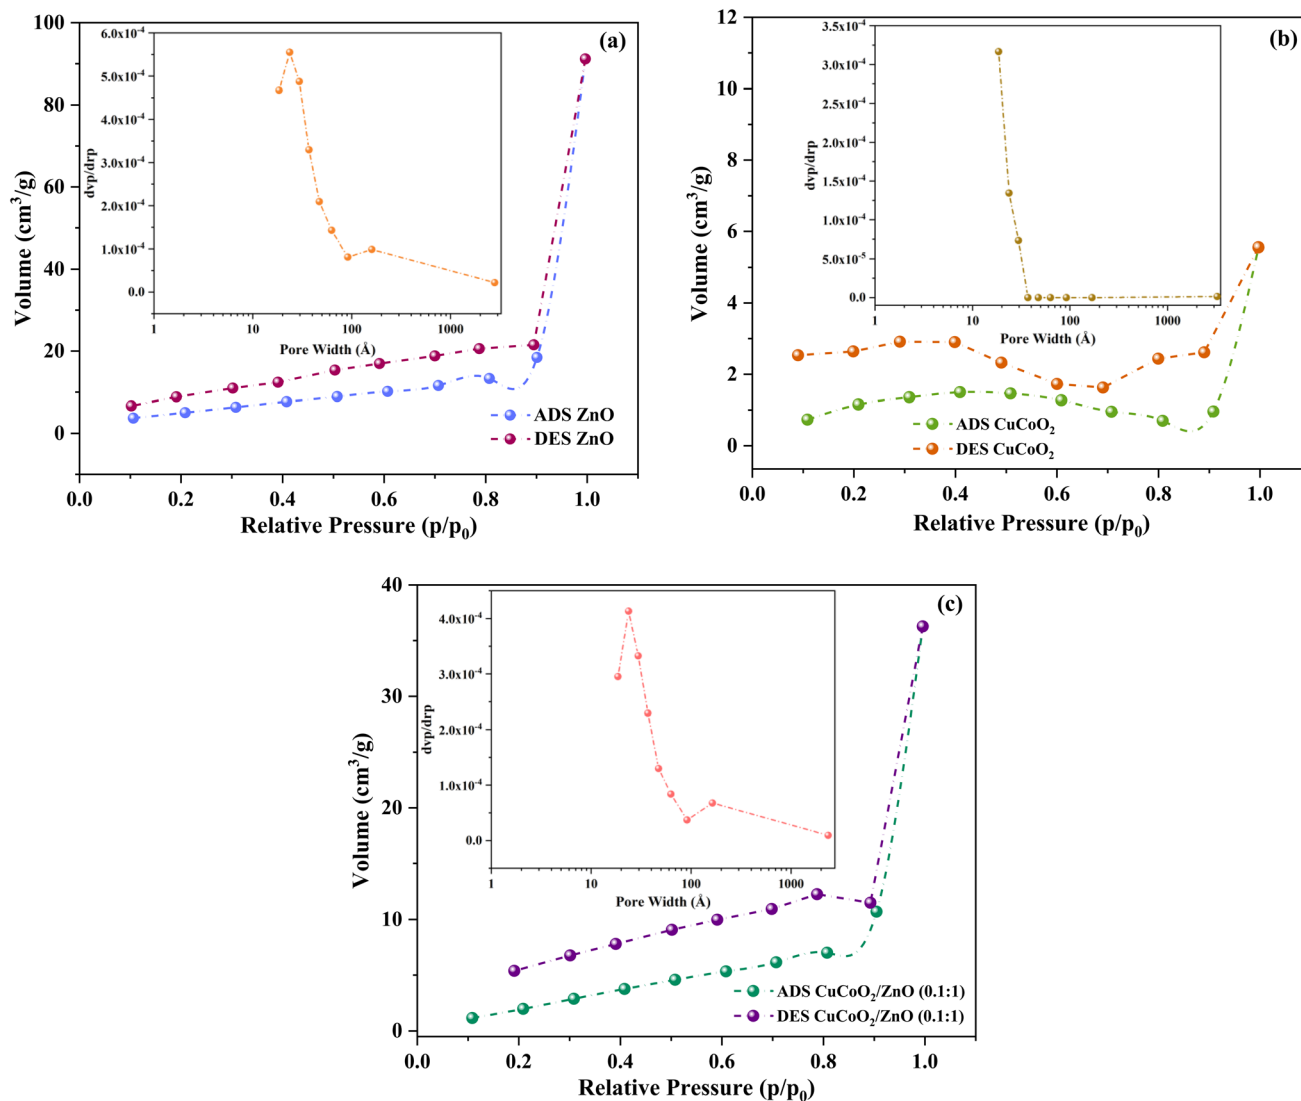 (a)
100
80
60
40
20
0
Volume (cm³/g)
0.0 0.2 0.4 0.6 0.8 1.0
Relative Pressure (p/p₀)
ADS ZnO
DES ZnO
6.0x10⁻⁴
5.0x10⁻⁴
4.0x10⁻⁴
3.0x10⁻⁴
2.0x10⁻⁴
1.0x10⁻⁴
0.0
dvp/drp
1 10 100 1000
Pore Width (Å)
(b)
12
10
8
6
4
2
0
Volume (cm³/g)
0.0 0.2 0.4 0.6 0.8 1.0
Relative Pressure (p/p₀)
ADS CuCoO₂
DES CuCoO₂
3.5x10⁻⁴
3.0x10⁻⁴
2.5x10⁻⁴
2.0x10⁻⁴
1.5x10⁻⁴
1.0x10⁻⁴
5.0x10⁻⁵
0.0
dvp/drp
1 10 100 1000
Pore Width (Å)
(c)
40
30
20
10
0
Volume (cm³/g)
0.0 0.2 0.4 0.6 0.8 1.0
Relative Pressure (p/p₀)
ADS CuCoO₂/ZnO (0.1:1)
DES CuCoO₂/ZnO (0.1:1)
4.0x10⁻⁴
3.0x10⁻⁴
2.0x10⁻⁴
1.0x10⁻⁴
0.0
dvp/drp
1 10 100 1000
Pore Width (Å)